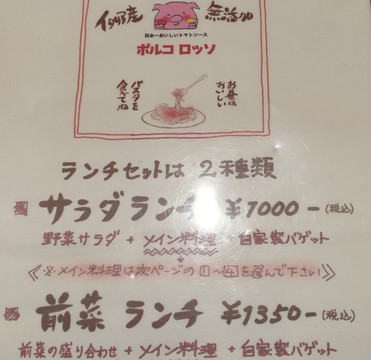 イタリア産 無添加
日本一おいしいトマトソース
ポルコ ロッソ
お昼は
おいしい
パスタを
食べてね
ランチセットは 2種類
サラダランチ ¥1000-(税込)
野菜サラダ + メイン料理 + 自家製バゲット
《※メイン料理は次ページの①〜④を選んで下さい》
前菜 ランチ ¥1350-(税込)
前菜の盛り合わせ + メイン料理 + 自家製バゲット